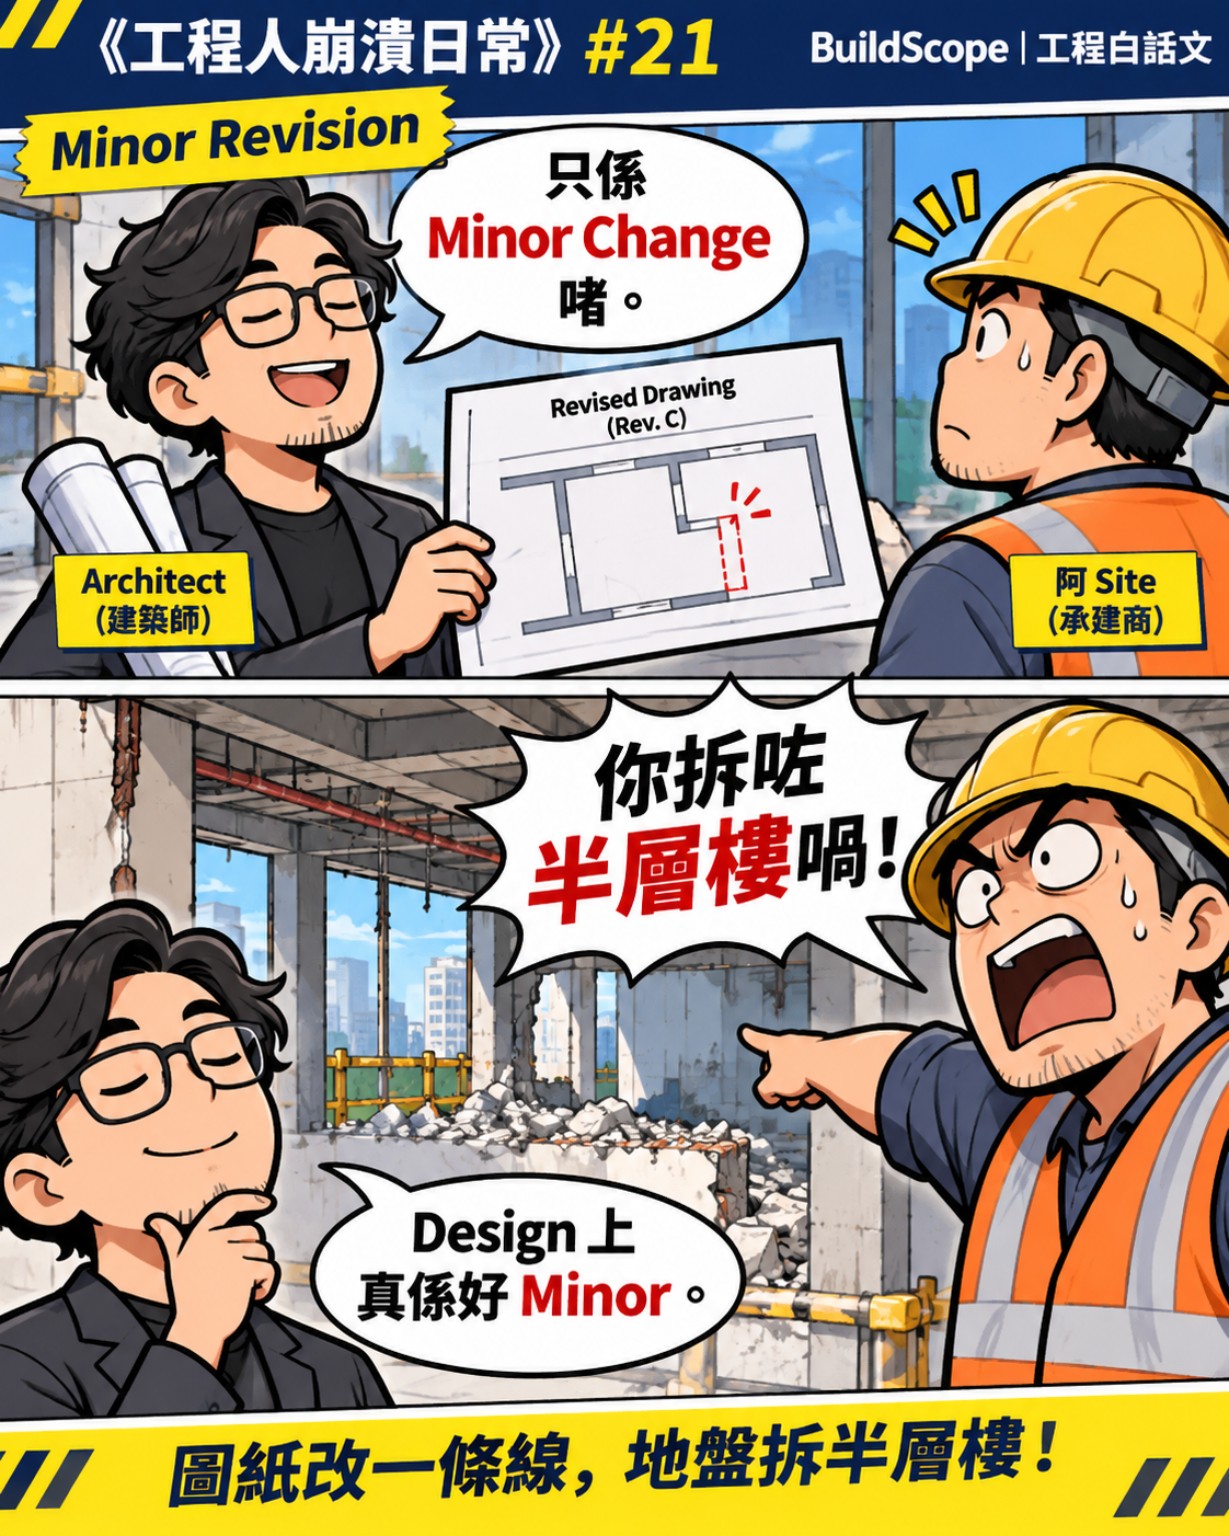 《工程人崩潰日常》#21
BuildScope | 工程白話文
Minor Revision
只係
Minor Change
啫。
Revised Drawing
(Rev. C)
Architect
(建築師)
阿 Site
(承建商)
你拆咗
半層樓喎!
Design 上
真係好 Minor。
圖紙改一條線,地盤拆半層樓!